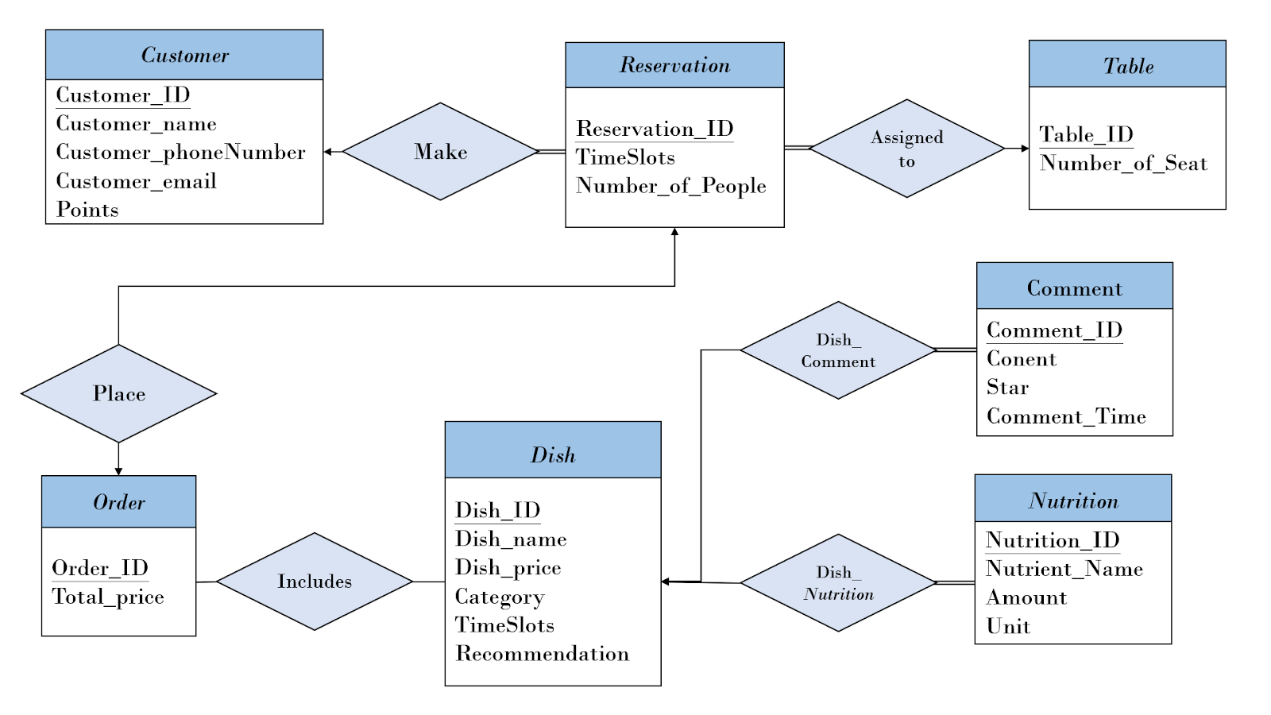 Customer
Customer_ID
Customer_name
Customer_phoneNumber
Customer_email
Points
Make
Reservation
Reservation_ID
TimeSlots
Number_of_People
Assigned
to
Table
Table_ID
Number_of_Seat
Place
Dish_
Comment
Comment
Comment_ID
Conent
Star
Comment_Time
Order
Order_ID
Total_price
Includes
Dish
Dish_ID
Dish_name
Dish_price
Category
TimeSlots
Recommendation
Dish_
Nutrition
Nutrition
Nutrition_ID
Nutrient_Name
Amount
Unit